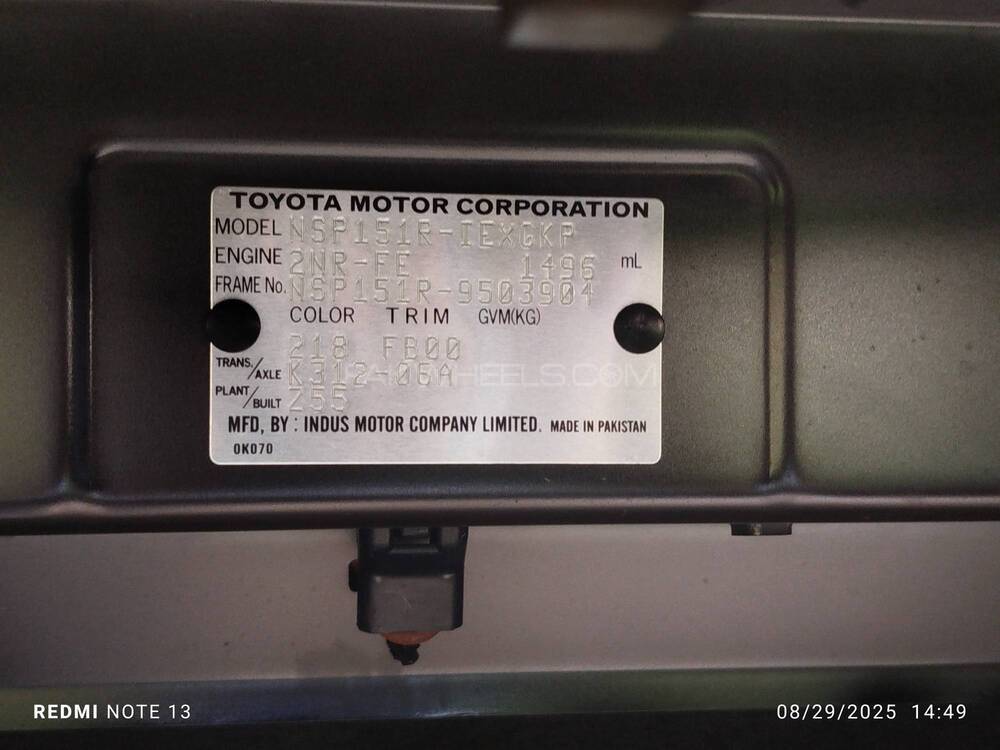 TOYOTA MOTOR CORPORATION
MODEL NSP151R-IEXGKP
ENGINE 2NR-FE 1496 mL
FRAME No. NSP151R-9503904
COLOR TRIM GVM(KG)
218 FB00
TRANS./AXLE K312-06A
PLANT/BUILT Z55
MFD, BY : INDUS MOTOR COMPANY LIMITED. MADE IN PAKISTAN
0K070
REDMI NOTE 13
08/29/2025 14:49